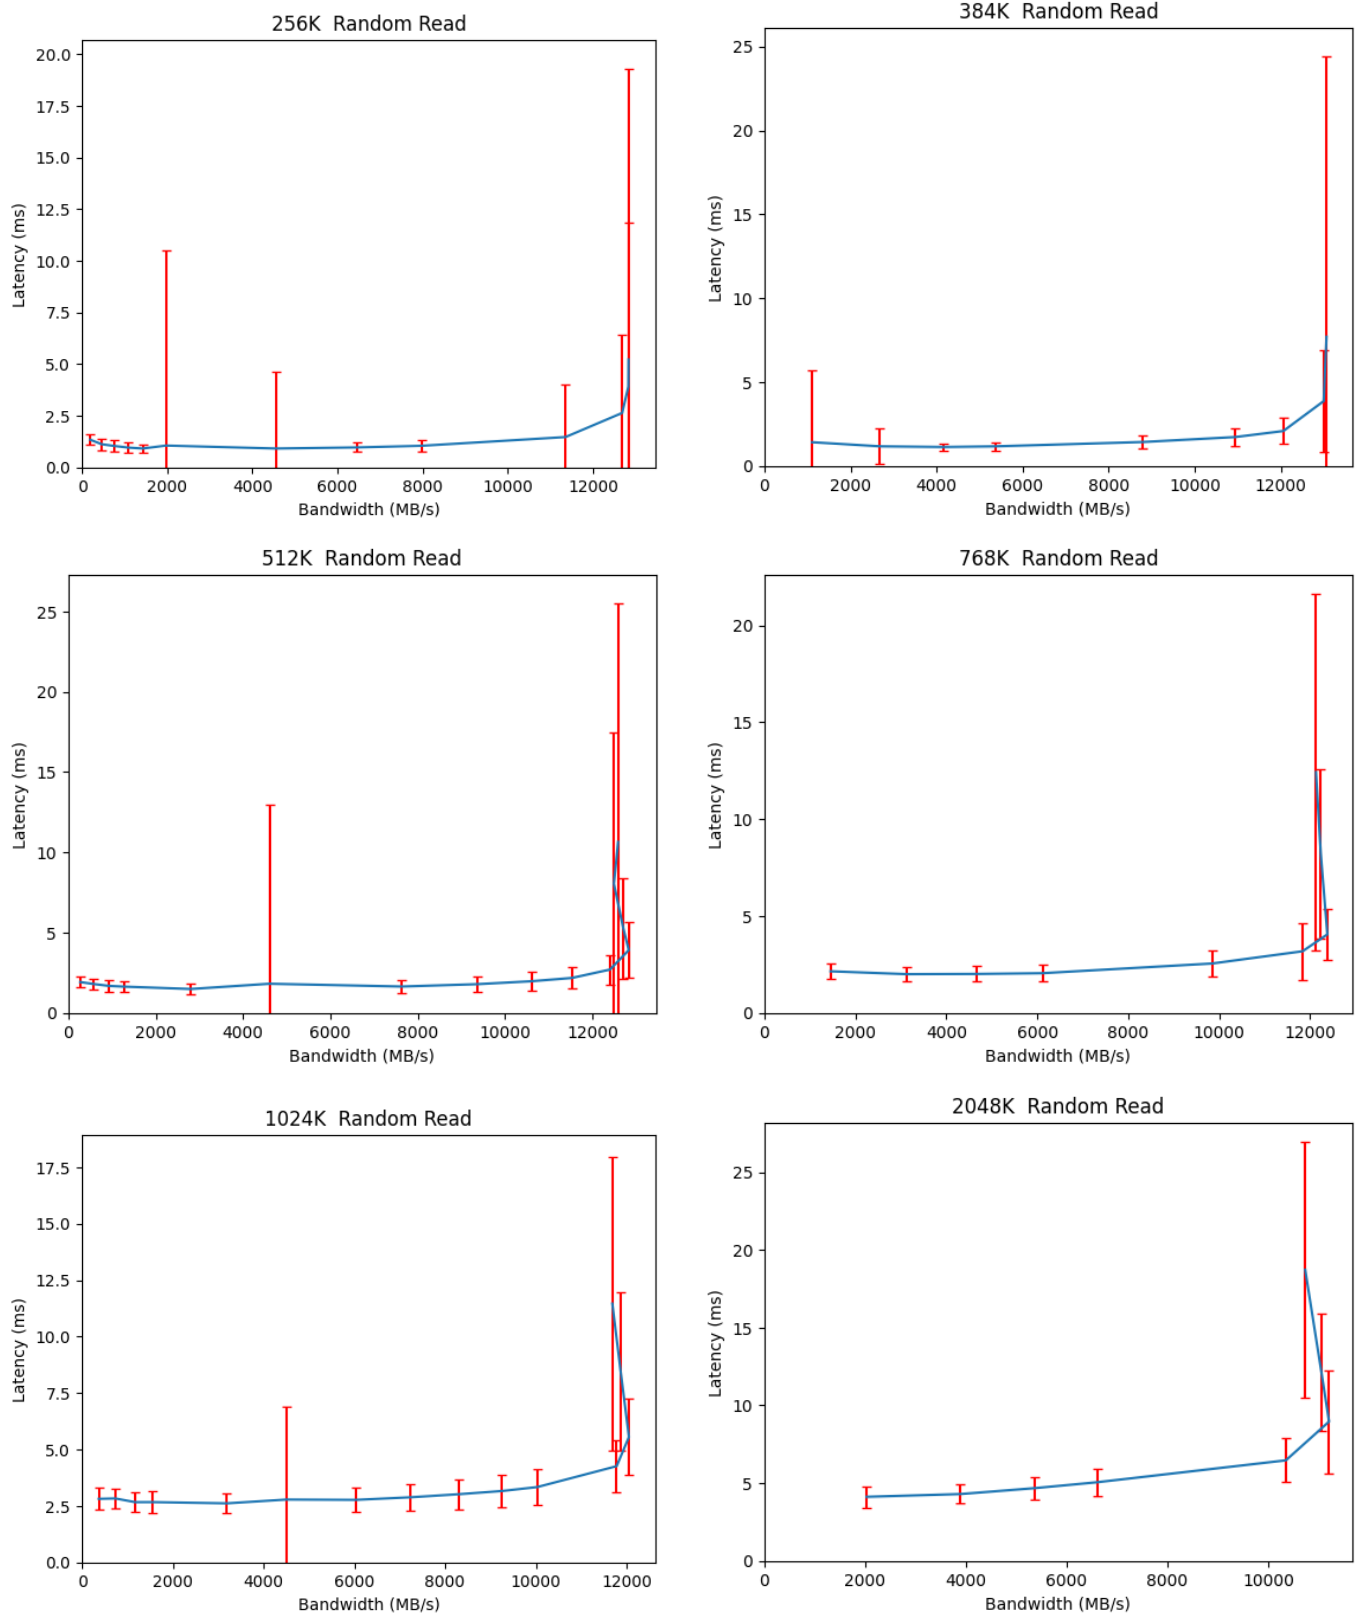 256K  Random Read
20.0
17.5
15.0
12.5
10.0
7.5
5.0
2.5
0.0
Latency (ms)
0 2000 4000 6000 8000 10000 12000
Bandwidth (MB/s)
384K  Random Read
25
20
15
10
5
0
Latency (ms)
0 2000 4000 6000 8000 10000 12000
Bandwidth (MB/s)
512K  Random Read
25
20
15
10
5
0
Latency (ms)
0 2000 4000 6000 8000 10000 12000
Bandwidth (MB/s)
768K  Random Read
20
15
10
5
0
Latency (ms)
0 2000 4000 6000 8000 10000 12000
Bandwidth (MB/s)
1024K  Random Read
17.5
15.0
12.5
10.0
7.5
5.0
2.5
0.0
Latency (ms)
0 2000 4000 6000 8000 10000 12000
Bandwidth (MB/s)
2048K  Random Read
25
20
15
10
5
0
Latency (ms)
0 2000 4000 6000 8000 10000
Bandwidth (MB/s)